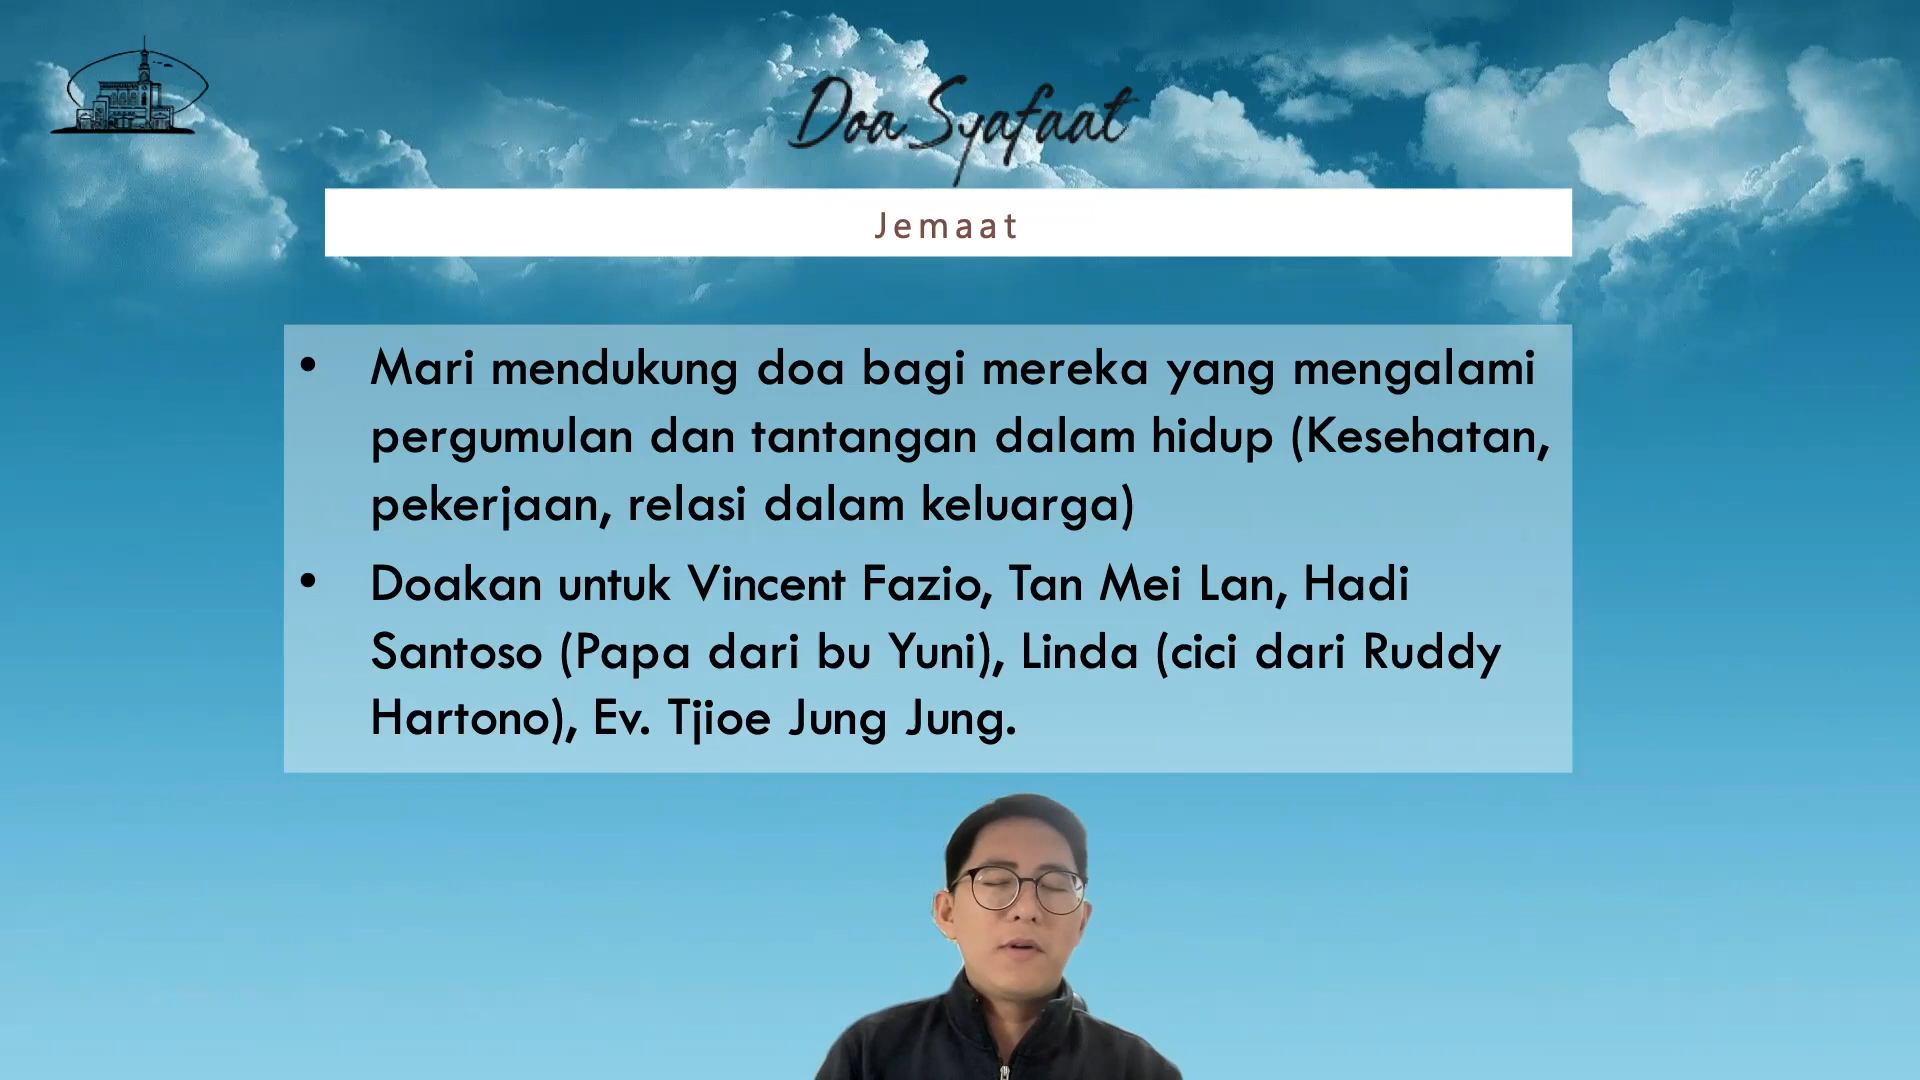 Doa Syafaat
Jemaat
• Mari mendukung doa bagi mereka yang mengalami
pergumulan dan tantangan dalam hidup (Kesehatan,
pekerjaan, relasi dalam keluarga)
• Doakan untuk Vincent Fazio, Tan Mei Lan, Hadi
Santoso (Papa dari bu Yuni), Linda (cici dari Ruddy
Hartono), Ev. Tjioe Jung Jung.